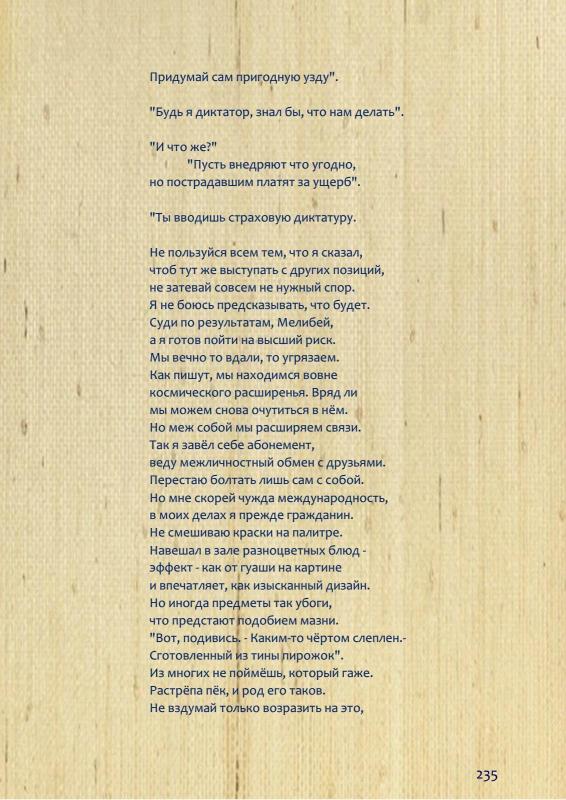 Придумай сам пригодную узду".
"Будь я диктатор, знал бы, что нам делать".
"И что же?"
"Пусть внедряют что угодно,
но пострадавшим платят за ущерб".
"Ты вводишь страховую диктатуру.
Не пользуйся всем тем, что я сказал,
чтоб тут же выступать с других позиций,
не затевай совсем не нужный спор.
Я не боюсь предсказывать, что будет.
Суди по результатам, Мелибей,
а я готов пойти на высший риск.
Мы вечно то вдали, то угрязаем.
Как пишут, мы находимся вовне
космического расширенья. Вряд ли
мы можем снова очутиться в нём.
Но меж собой мы расширяем связи.
Так я завёл себе абонемент,
веду межличностный обмен с друзьями.
Перестаю болтать лишь сам с собой.
Но мне скорей чужда международность,
в моих делах я прежде гражданин.
Не смешиваю краски на палитре.
Навешал в зале разноцветных блюд -
эффект - как от гуаши на картине
и впечатляет, как изысканный дизайн.
Но иногда предметы так убоги,
что предстают подобием мазни.
"Вот, подивись. - Каким-то чёртом слеплен.-
Сготовленный из тины пирожок".
Из многих не поймёшь, который гаже.
Растрёпа пёк, и род его таков.
Не вздумай только возразить на это,
235